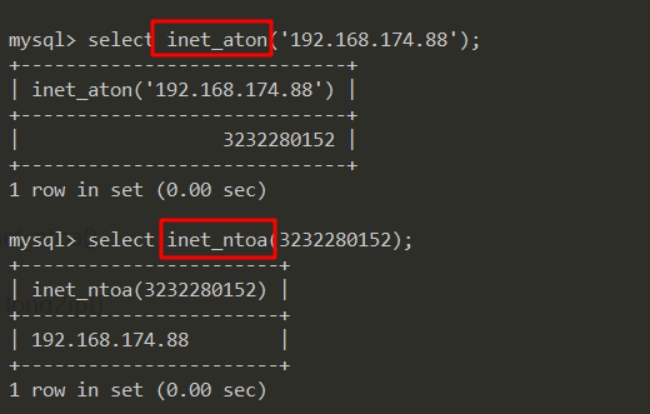 mysql> select inet_aton('192.168.174.88');
+-----------------------------+
| inet_aton('192.168.174.88') |
+-----------------------------+
|                  3232280152 |
+-----------------------------+
1 row in set (0.00 sec)
mysql> select inet_ntoa(3232280152);
+-----------------------+
| inet_ntoa(3232280152) |
+-----------------------+
| 192.168.174.88        |
+-----------------------+
1 row in set (0.00 sec)